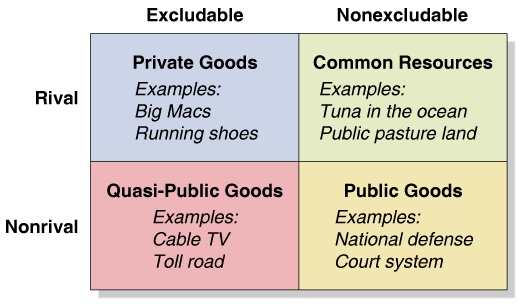 Excludable
Nonexcludable
Rival
Private Goods
Examples:
Big Macs
Running shoes
Common Resources
Examples:
Tuna in the ocean
Public pasture land
Nonrival
Quasi-Public Goods
Examples:
Cable TV
Toll road
Public Goods
Examples:
National defense
Court system